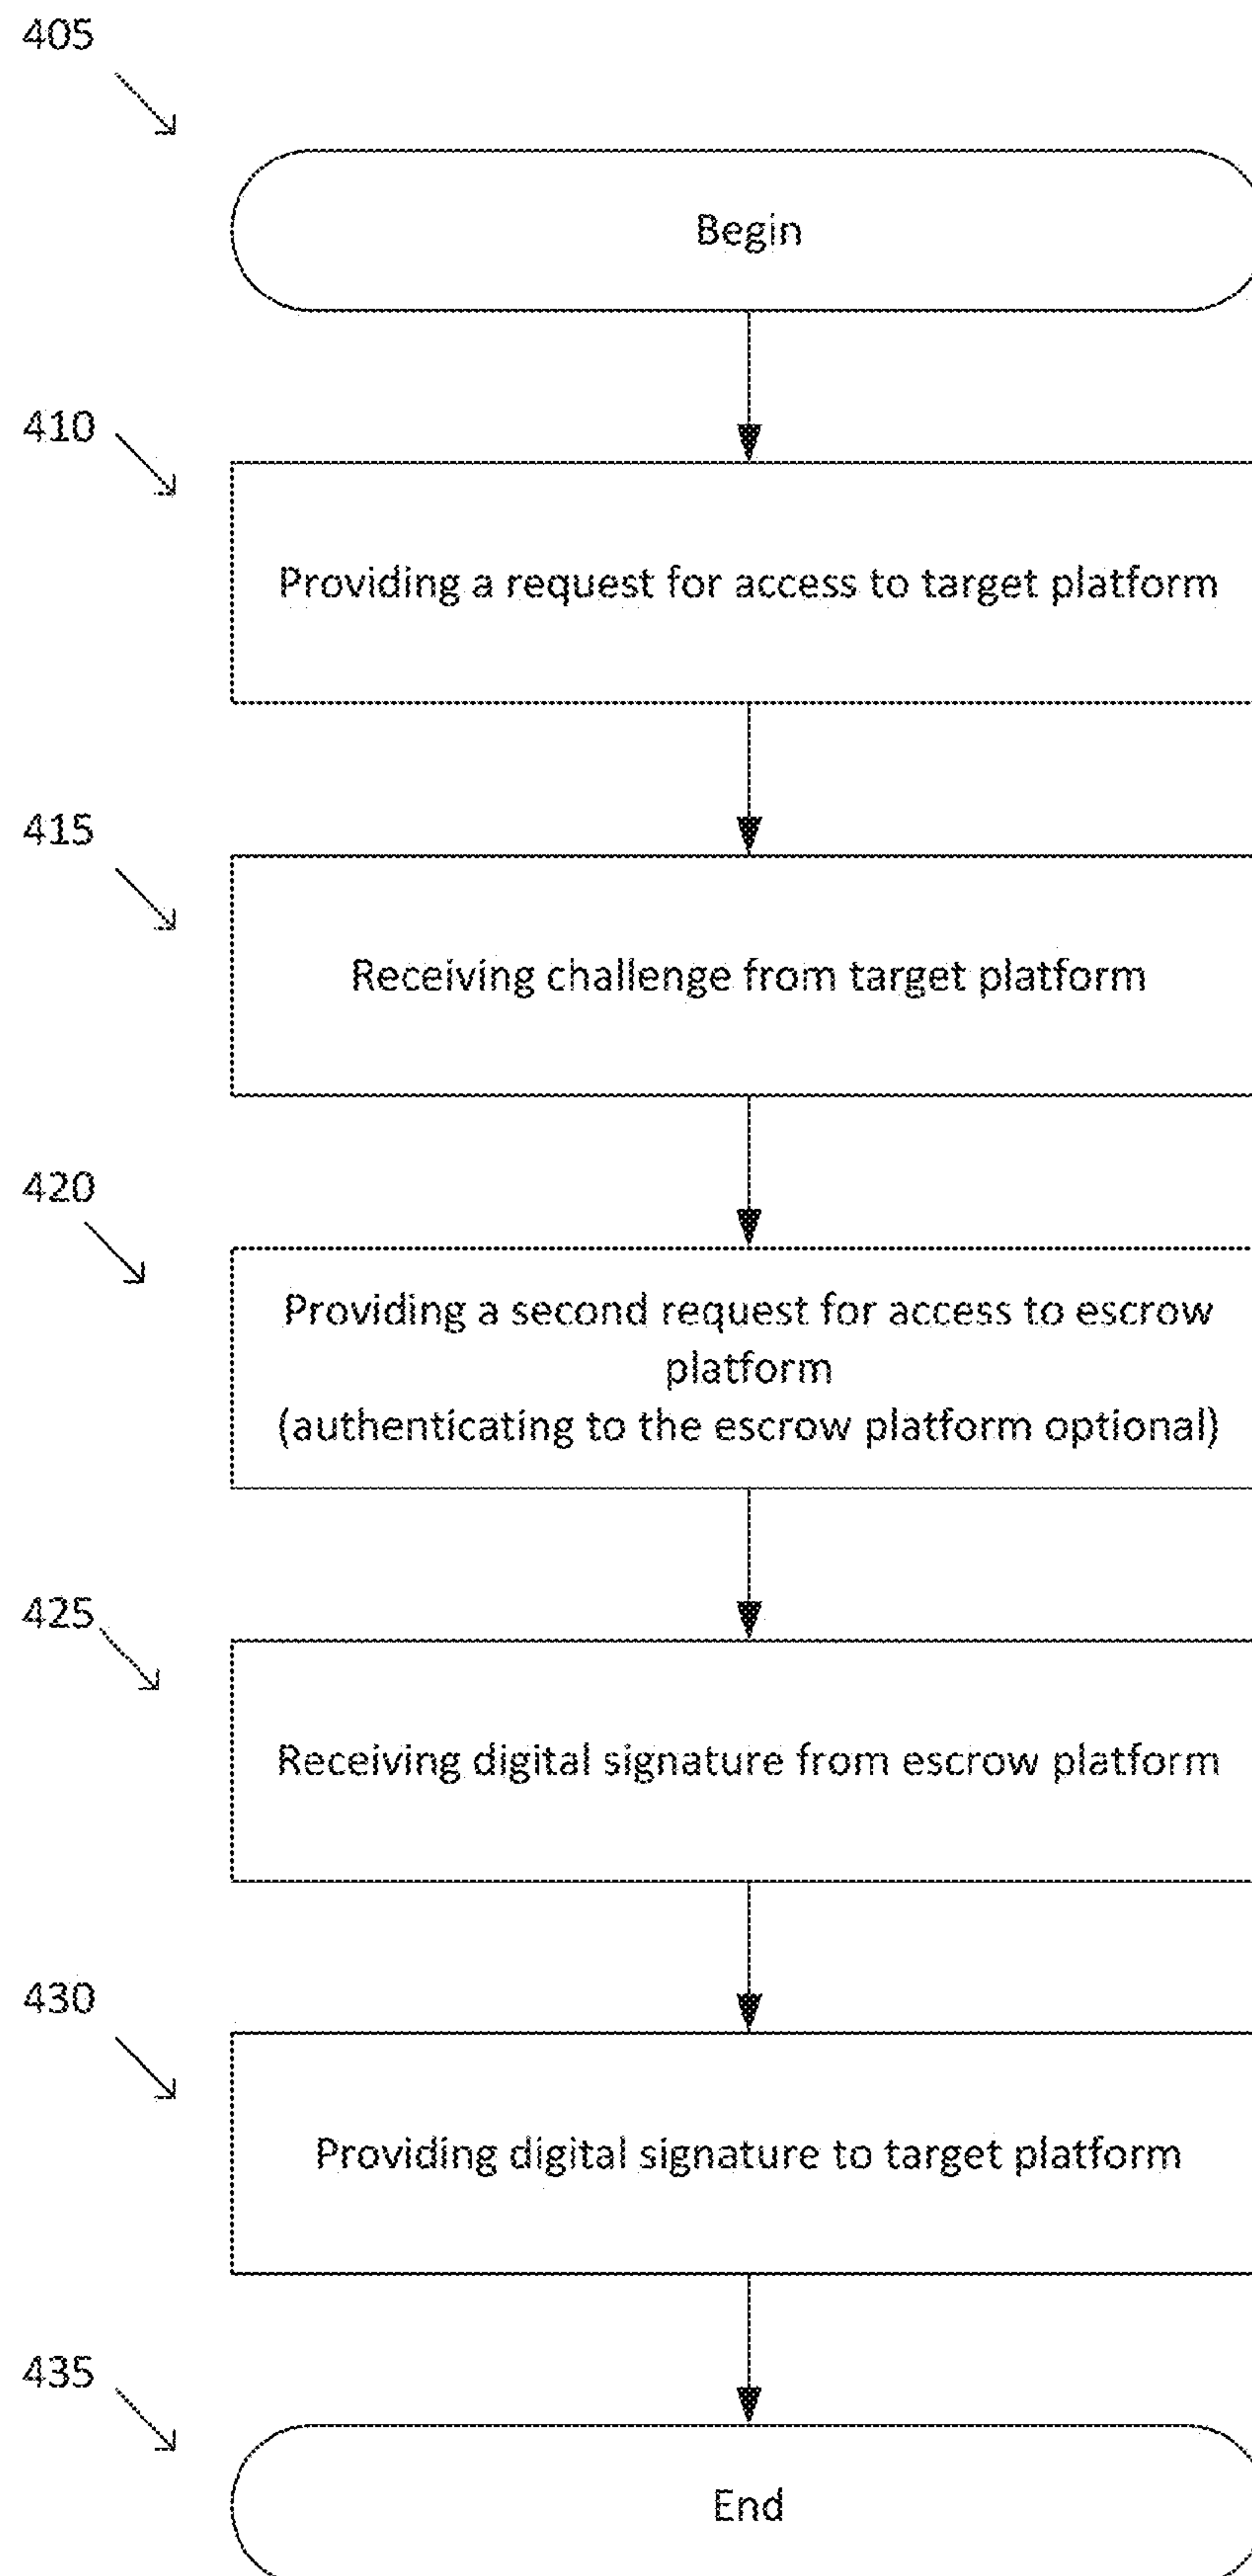 405
Begin
410
Providing a request for access to target platform
415
Receiving challenge from target platform
420
Providing a second request for access to escrow
platform
(authenticating to the escrow platform optional)
425
Receiving digital signature from escrow platform
430
Providing digital signature to target platform
435
End